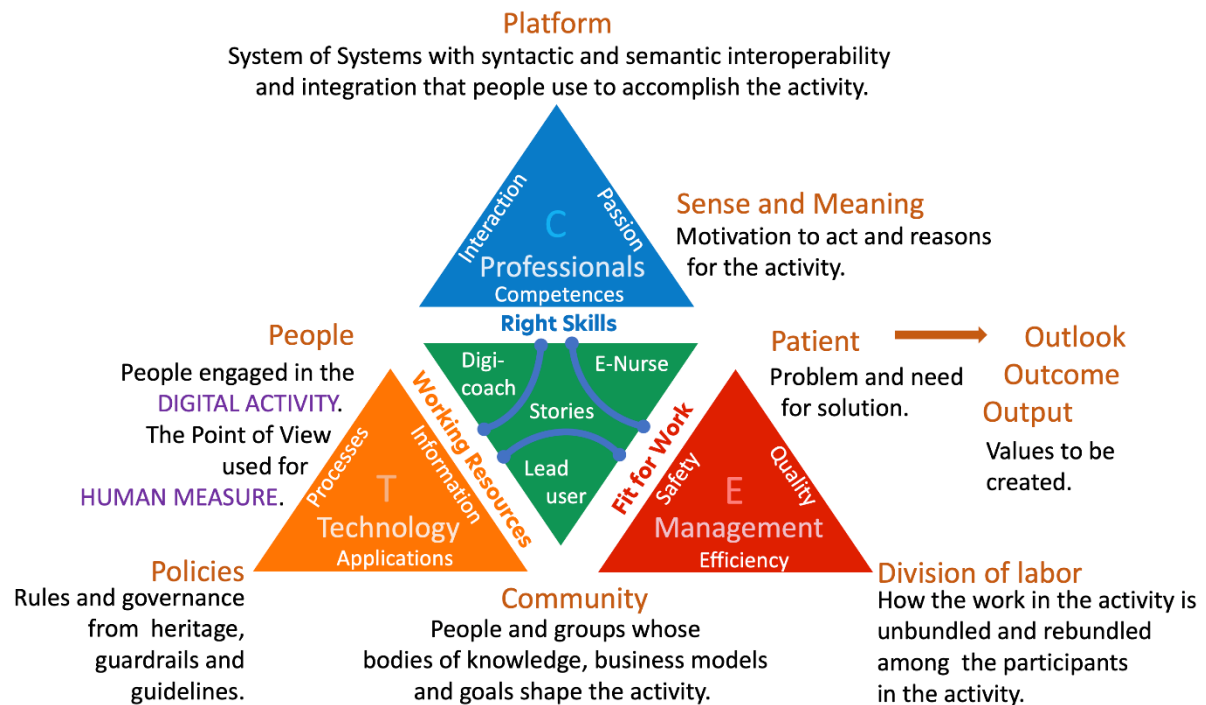 Platform
System of Systems with syntactic and semantic interoperability
and integration that people use to accomplish the activity.
Interaction
Passion
C
Professionals
Competences
Sense and Meaning
Motivation to act and reasons
for the activity.
Right Skills
People
People engaged in the
DIGITAL ACTIVITY.
The Point of View
used for
HUMAN MEASURE.
Digi-
coach
E-Nurse
Stories
Lead
user
Working Resources
Fit for Work
Patient
Problem and need
for solution.
Outlook
Outcome
Output
Values to be
created.
Processes
Information
T
Technology
Applications
Safety
Quality
E
Management
Efficiency
Policies
Rules and governance
from heritage,
guardrails and
guidelines.
Community
People and groups whose
bodies of knowledge, business models
and goals shape the activity.
Division of labor
How the work in the activity is
unbundled and rebundled
among the participants
in the activity.